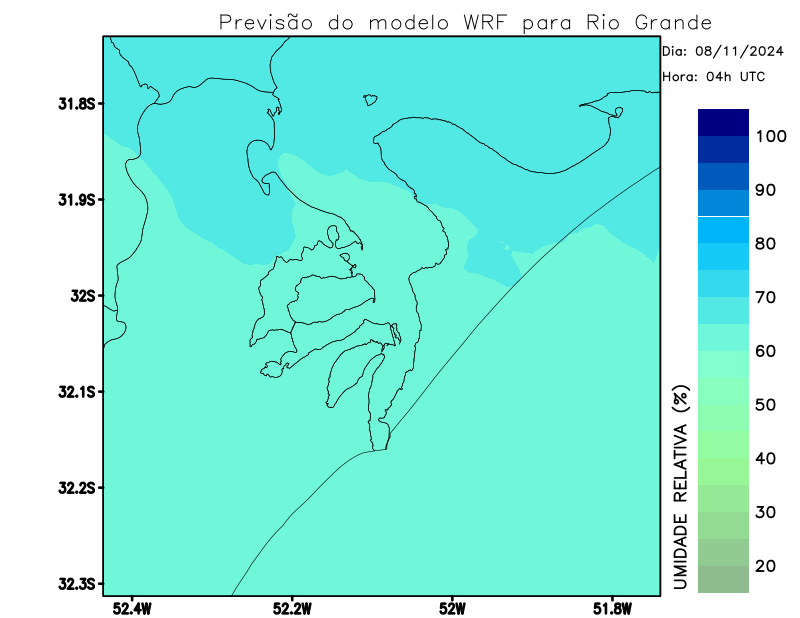 Previsão do modelo WRF para Rio Grande
Dia: 08/11/2024
Hora: 04h UTC
31.8S
31.9S
32S
32.1S
32.2S
32.3S
52.4W
52.2W
52W
51.8W
100
90
80
70
60
50
40
30
20
UMIDADE RELATIVA (%)